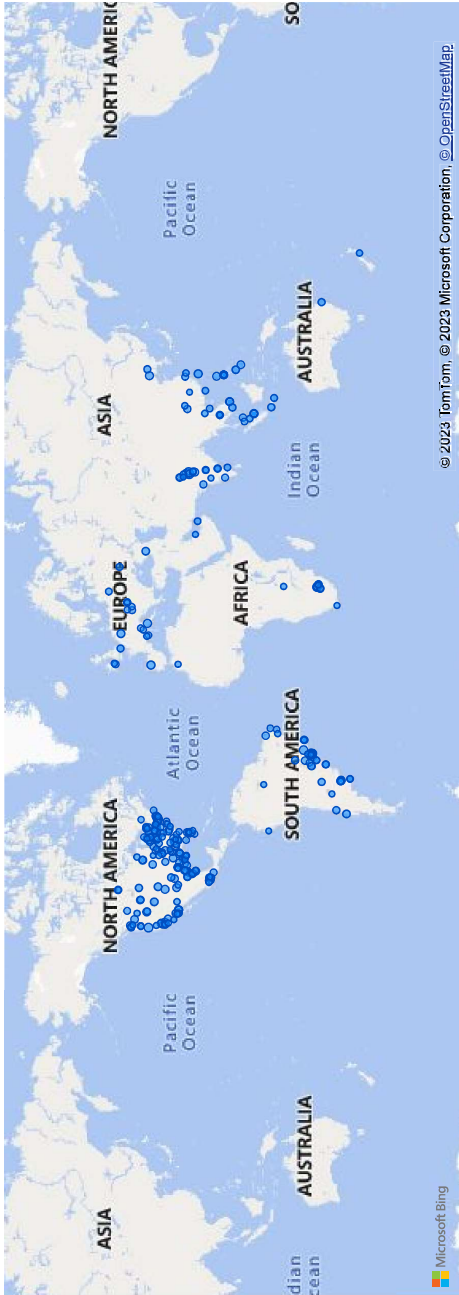 ASIA
NORTH AMERICA
EUROPE
ASIA
NORTH AMERIC
Pacific
Ocean
Atlantic
Ocean
Pacific
Ocean
AFRICA
dian
cean
AUSTRALIA
SOUTH AMERICA
Indian
Ocean
AUSTRALIA
SO
Microsoft Bing
© 2023 TomTom, © 2023 Microsoft Corporation, © OpenStreetMap